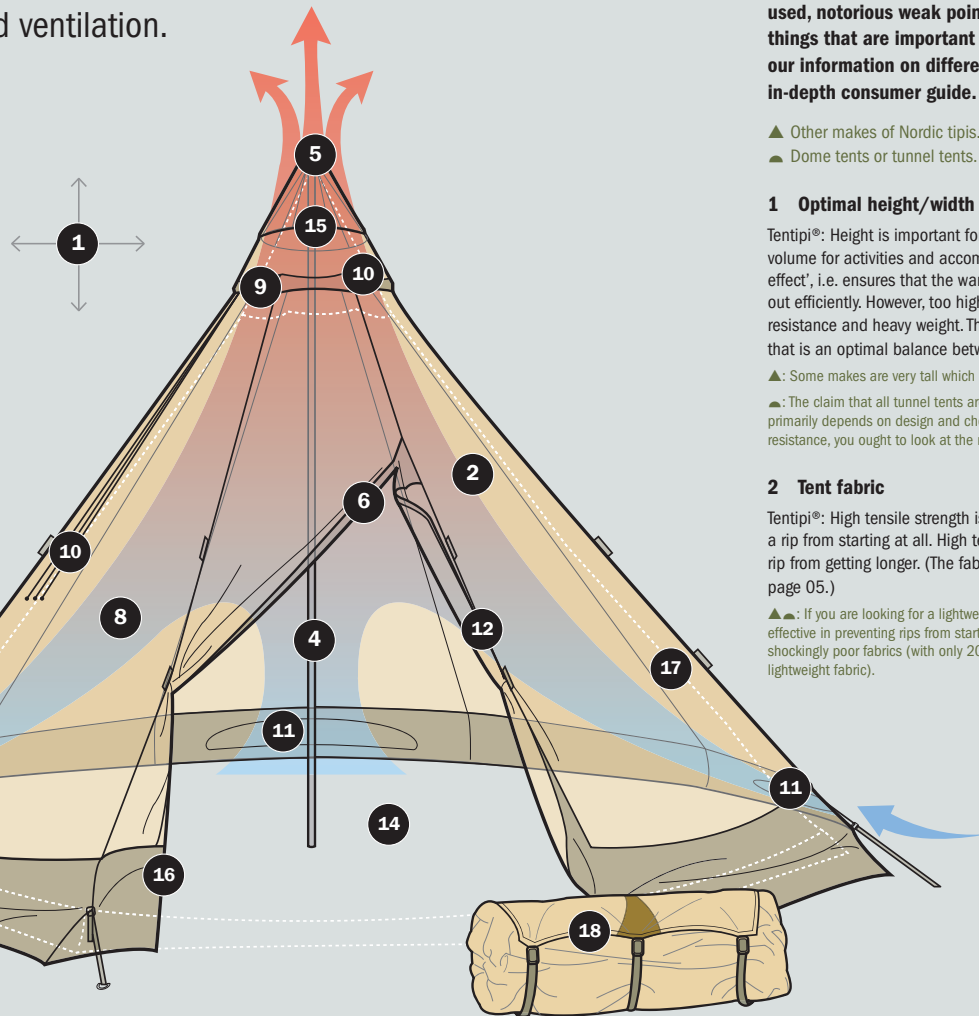 d ventilation.
used, notorious weak poin
things that are important
our information on differe
in-depth consumer guide.
▲ Other makes of Nordic tipis.
Dome tents or tunnel tents.
1 Optimal height/width
Tentipi®: Height is important fo
volume for activities and accom
effect’, i.e. ensures that the wa
out efficiently. However, too high
resistance and heavy weight. Th
that is an optimal balance betw
▲: Some makes are very tall which
: The claim that all tunnel tents ar
primarily depends on design and ch
resistance, you ought to look at the
2 Tent fabric
Tentipi®: High tensile strength is
a rip from starting at all. High te
rip from getting longer. (The fab
page 05.)
▲: If you are looking for a lightwe
effective in preventing rips from start
shockingly poor fabrics (with only 20
lightweight fabric).
5
15
1
9
10
2
6
10
8
12
4
17
11
11
14
16
18